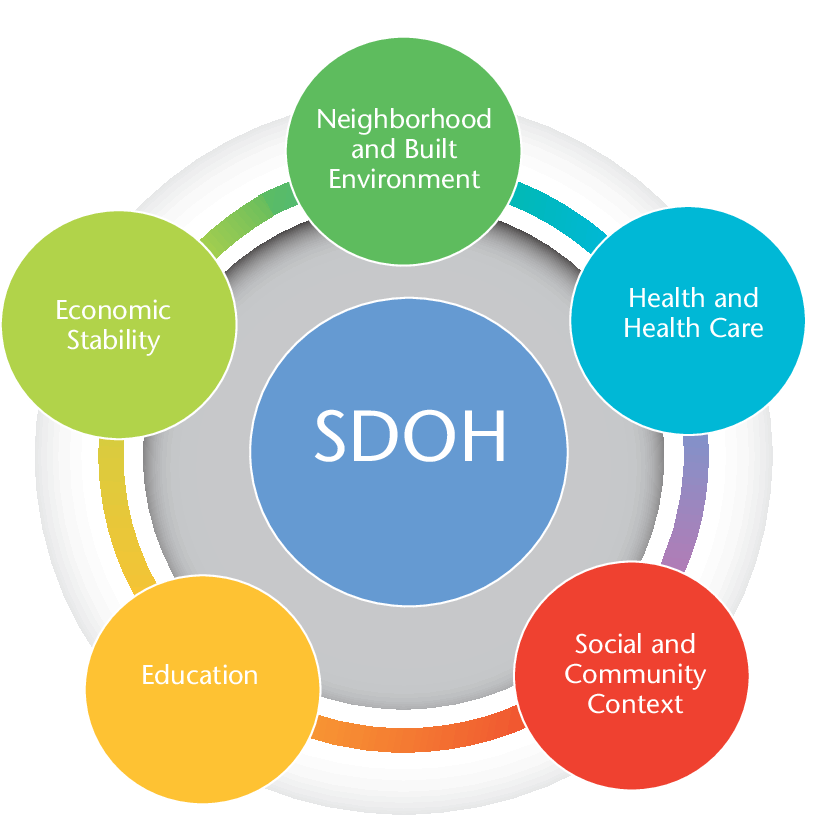 Neighborhood
and Built
Environment
Health and
Health Care
Economic
Stability
SDOH
Social and
Community
Context
Education